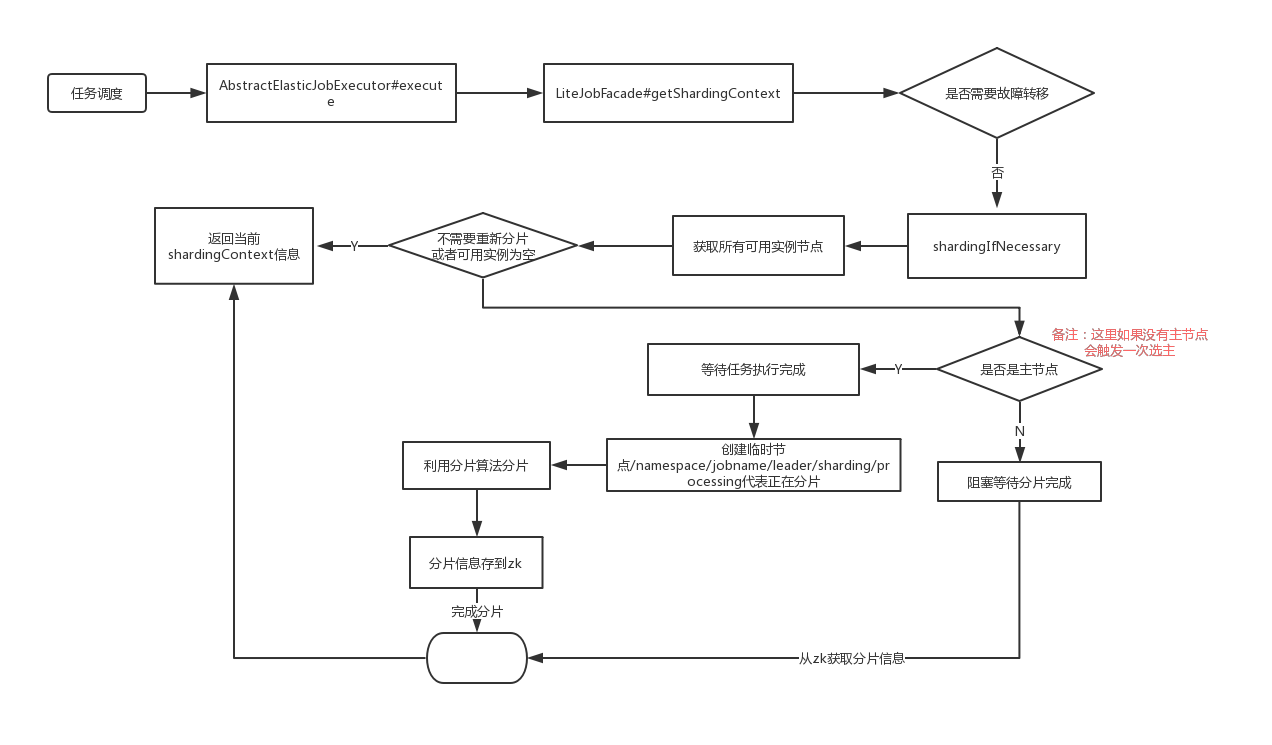 任务调度
AbstractElasticJobExecutor#execut
e
LiteJobFacade#getShardingContext
是否需要故障转移
否
shardingIfNecessary
获取所有可用实例节点
不需要重新分片
或者可用实例为空
Y
返回当前
shardingContext信息
备注：这里如果没有主节点
会触发一次选主
是否是主节点
Y
等待任务执行完成
N
创建临时节
点/namespace/jobname/leader/sharding/pr
ocessing代表正在分片
利用分片算法分片
阻塞等待分片完成
分片信息存到zk
完成分片
从zk获取分片信息